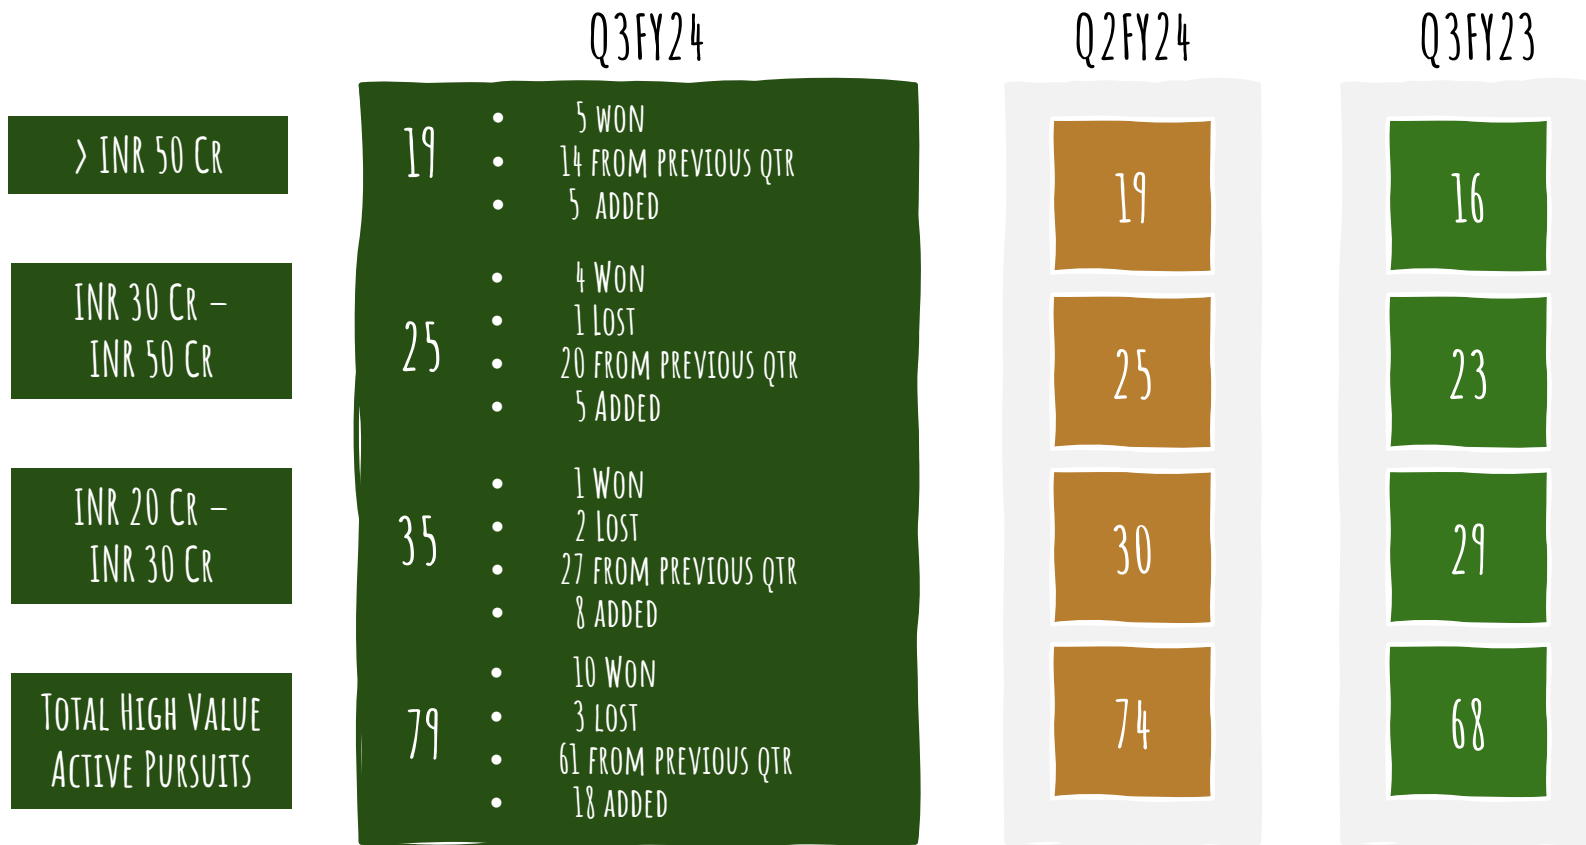 Q3FY24
Q2FY24
Q3FY23
> INR 50 Cr
19
5 won
14 from previous qtr
5 added
19
16
INR 30 Cr –
INR 50 Cr
25
4 Won
1 Lost
20 from previous qtr
5 Added
25
23
INR 20 Cr –
INR 30 Cr
35
1 Won
2 Lost
27 from previous qtr
8 added
30
29
Total High Value
Active Pursuits
79
10 Won
3 lost
61 from previous qtr
18 added
74
68